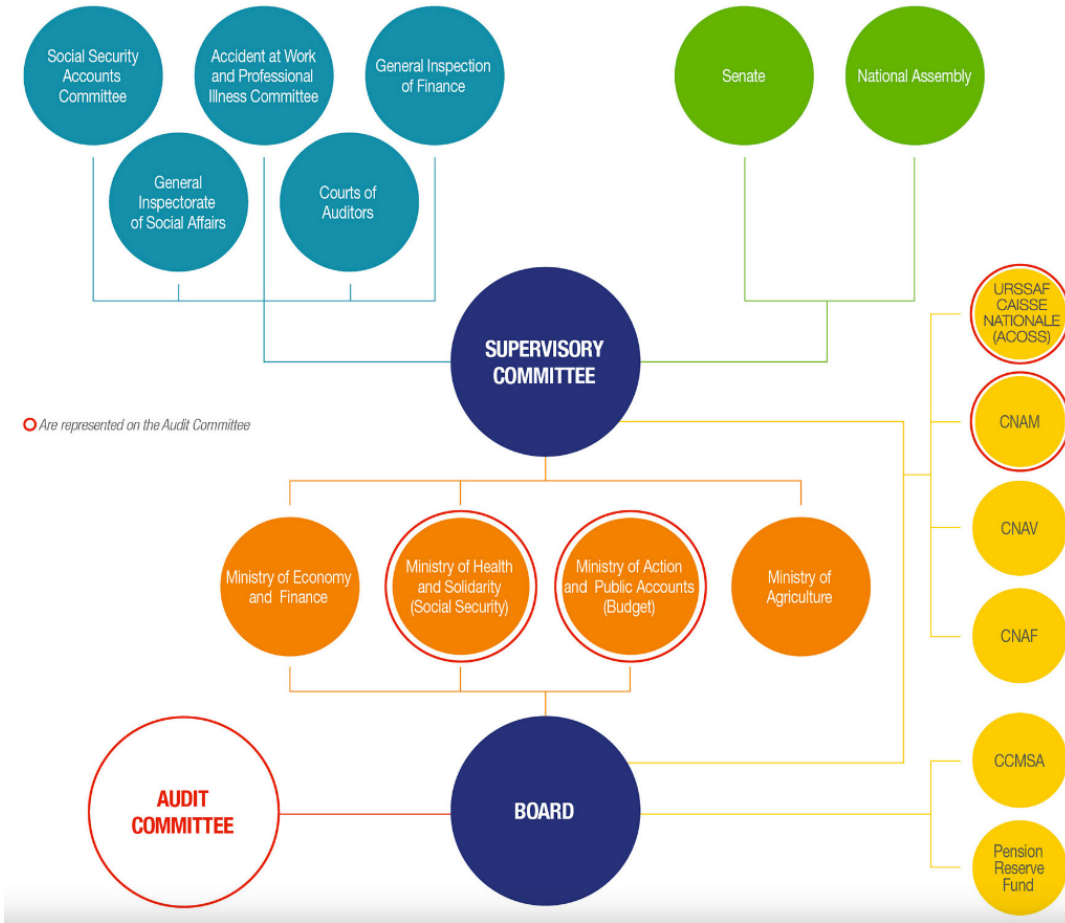 Social Security
Accounts
Committee
Accident at Work
and Professional
Illness Committee
General Inspection
of Finance
General
Inspectorate
of Social Affairs
Courts of
Auditors
Senate
National Assembly
SUPERVISORY
COMMITTEE
URSSAF
CAISSE
NATIONALE
(ACOSS)
CNAM
CNAV
CNAF
Are represented on the Audit Committee
Ministry of Economy
and Finance
Ministry of Health
and Solidarity
(Social Security)
Ministry of Action
and Public Accounts
(Budget)
Ministry of
Agriculture
AUDIT
COMMITTEE
BOARD
CCMSA
Pension
Reserve
Fund